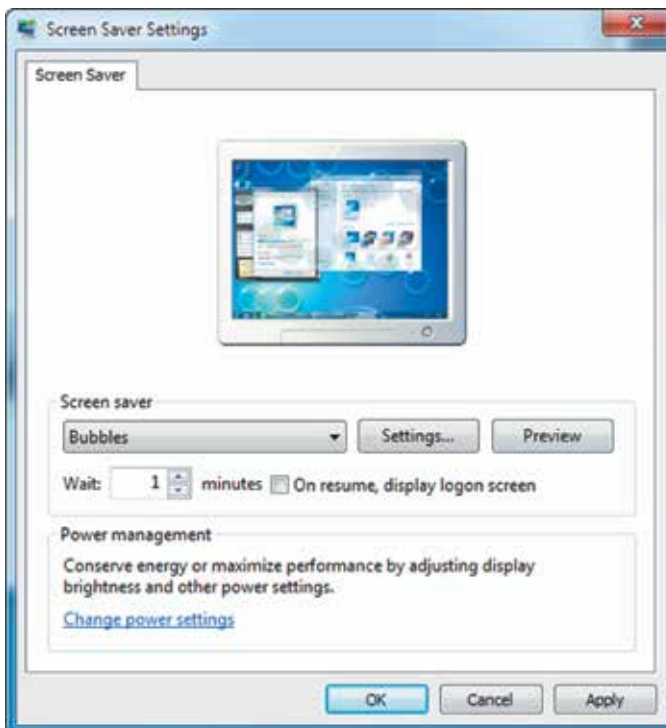 Screen Saver Settings
Screen Saver
Screen saver
Bubbles
Settings...
Preview
Wait: 1 minutes On resume, display logon screen
Power management
Conserve energy or maximize performance by adjusting display
brightness and other power settings.
Change power settings
OK
Cancel
Apply